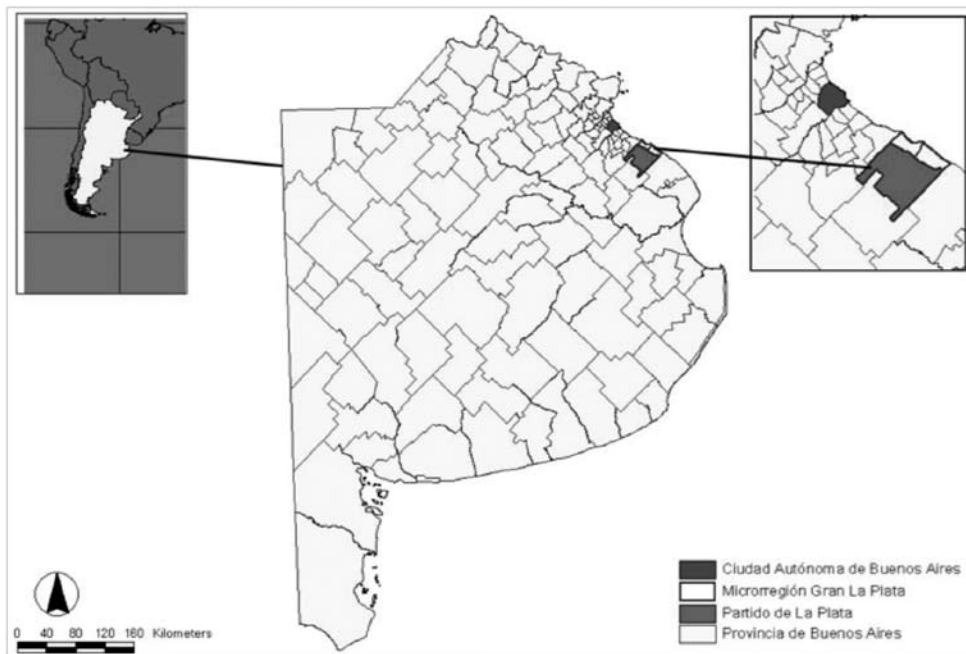 Ciudad Autónoma de Buenos Aires
Microrregión Gran La Plata
Partido de La Plata
Provincia de Buenos Aires
0 40 80 120 160 Kilometers